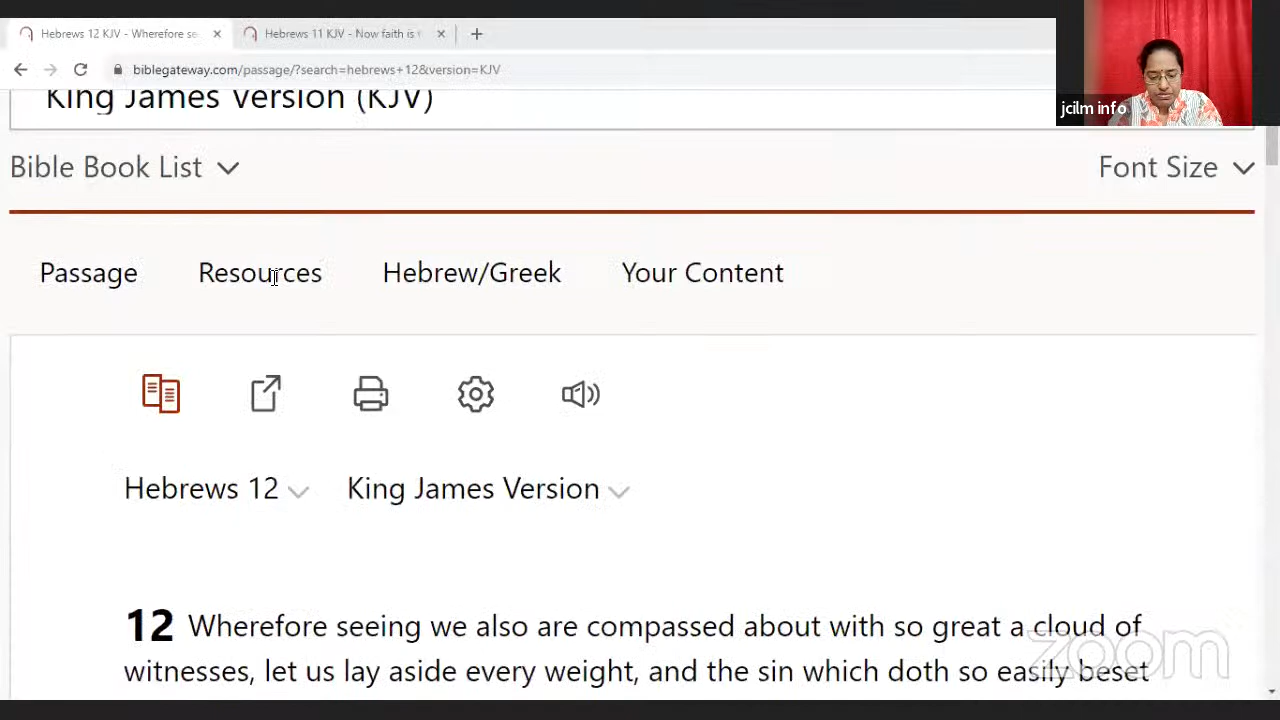 Hebrews 12 KJV - Wherefore se
Hebrews 11 KJV - Now faith is
biblegateway.com/passage/?search=hebrews+12&version=KJV
jcilm info
King James Version (KJV)
Bible Book List
Font Size
Passage
Resources
Hebrew/Greek
Your Content
Hebrews 12
King James Version
12 Wherefore seeing we also are compassed about with so great a cloud of
witnesses, let us lay aside every weight, and the sin which doth so easily beset
zoom